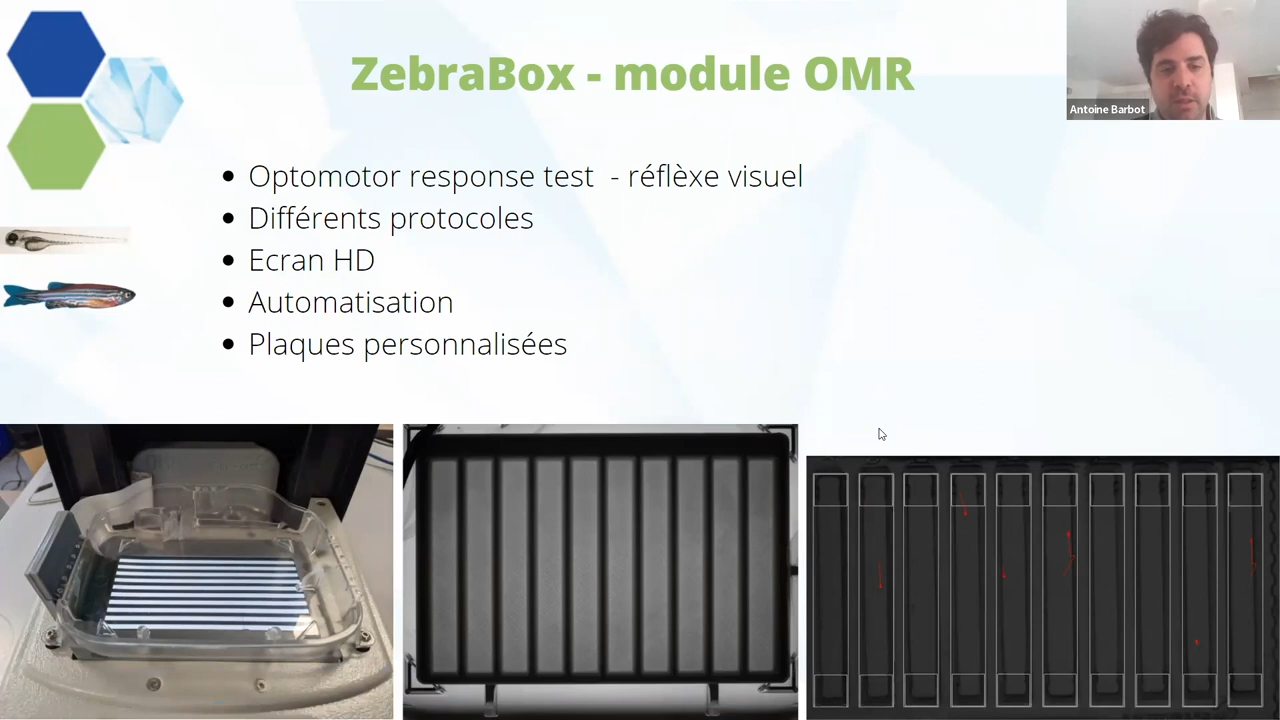 ZebraBox - module OMR
Antoine Barbot
Optomotor response test - réflèxe visuel
Différents protocoles
Ecran HD
Automatisation
Plaques personnalisées